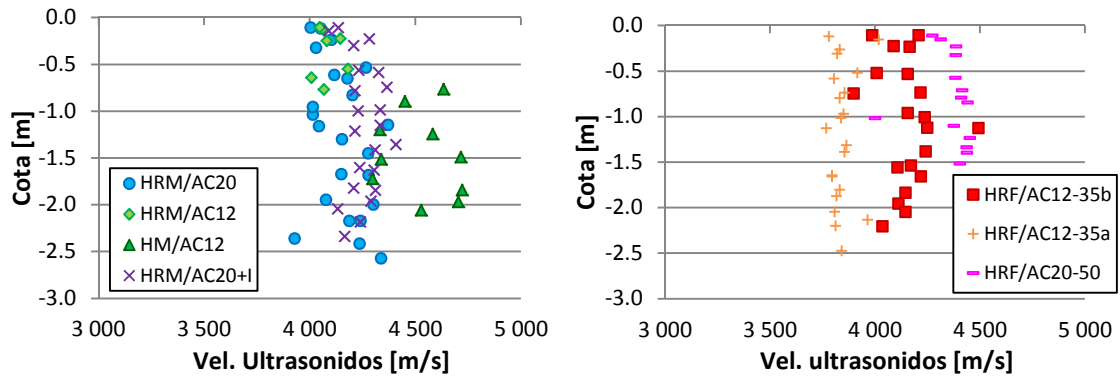 0.0
-0.5
-1.0
-1.5
-2.0
-2.5
-3.0
Cota [m]
3 000
3 500
4 000
4 500
5 000
Vel. Ultrasonidos [m/s]
HRM/AC20
HRM/AC12
HM/AC12
HRM/AC20+I
0.0
-0.5
-1.0
-1.5
-2.0
-2.5
-3.0
Cota [m]
3 000
3 500
4 000
4 500
5 000
Vel. ultrasonidos [m/s]
HRF/AC12-35b
HRF/AC12-35a
HRF/AC20-50